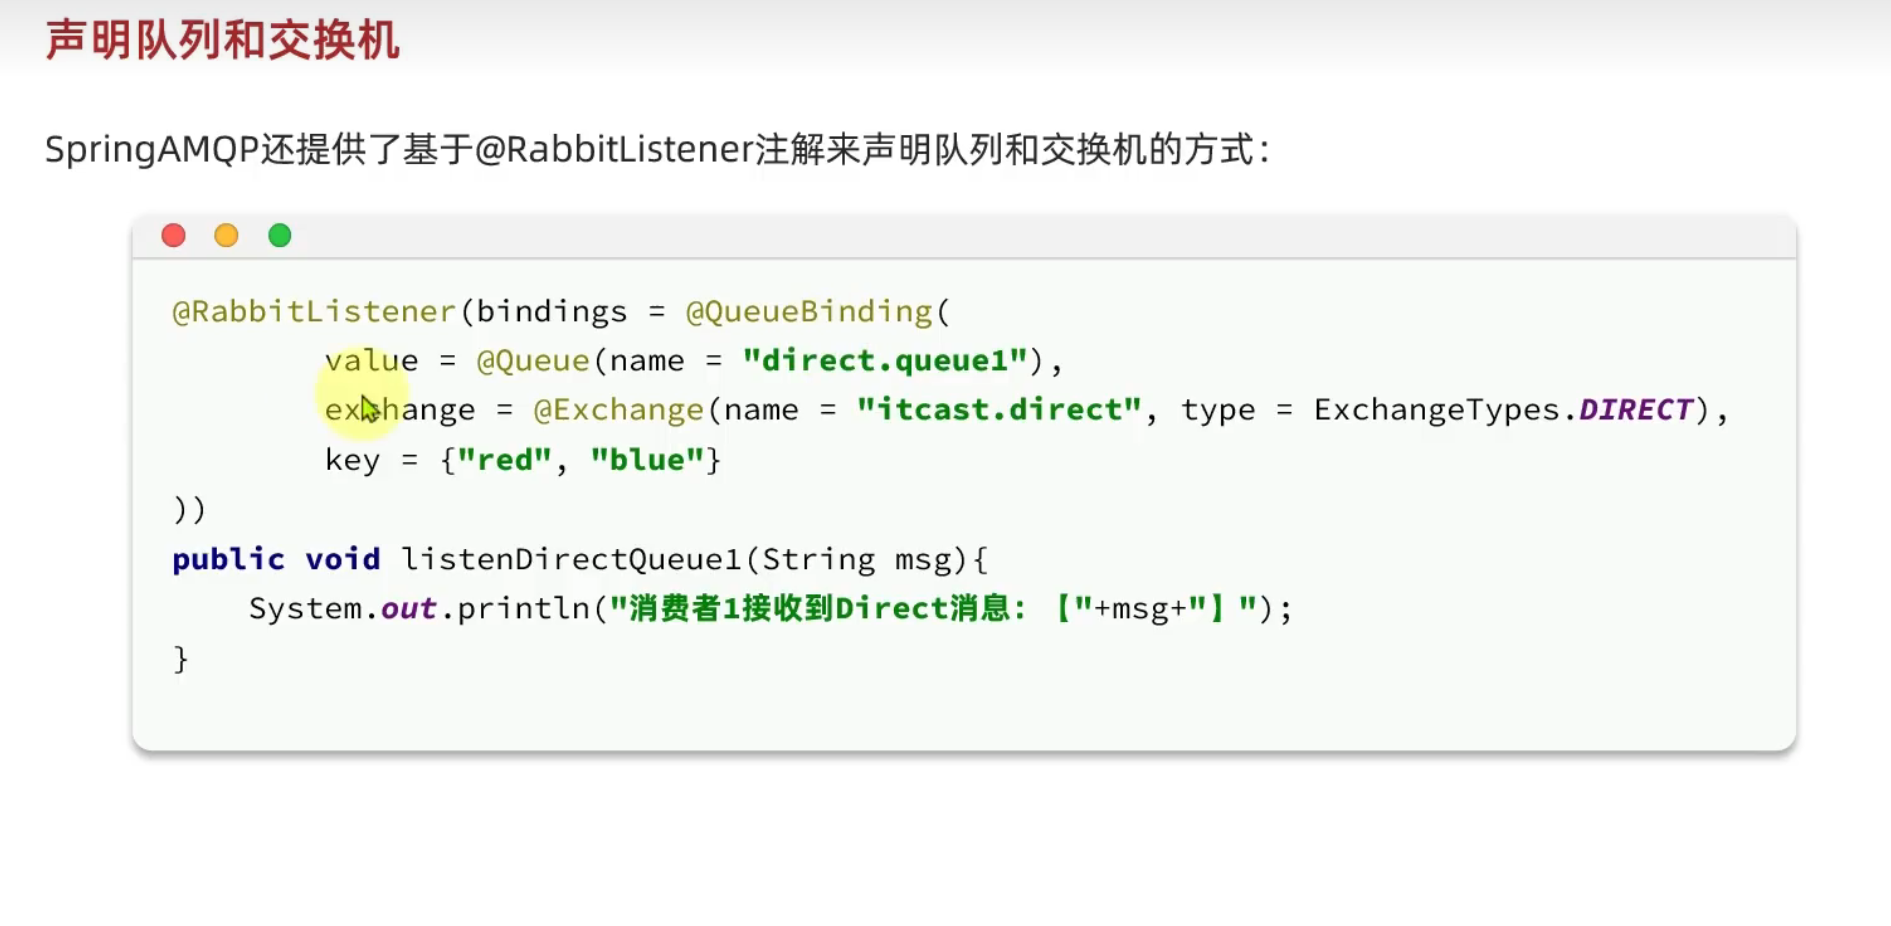 声明队列和交换机
SpringAMQP还提供了基于@RabbitListener注解来声明队列和交换机的方式：
@RabbitListener(bindings = @QueueBinding(
value = @Queue(name = "direct.queue1"),
exchange = @Exchange(name = "itcast.direct", type = ExchangeTypes.DIRECT),
key = {"red", "blue"}
))
public void listenDirectQueue1(String msg){
System.out.println("消费者1接收到Direct消息：【"+msg+"】");
}